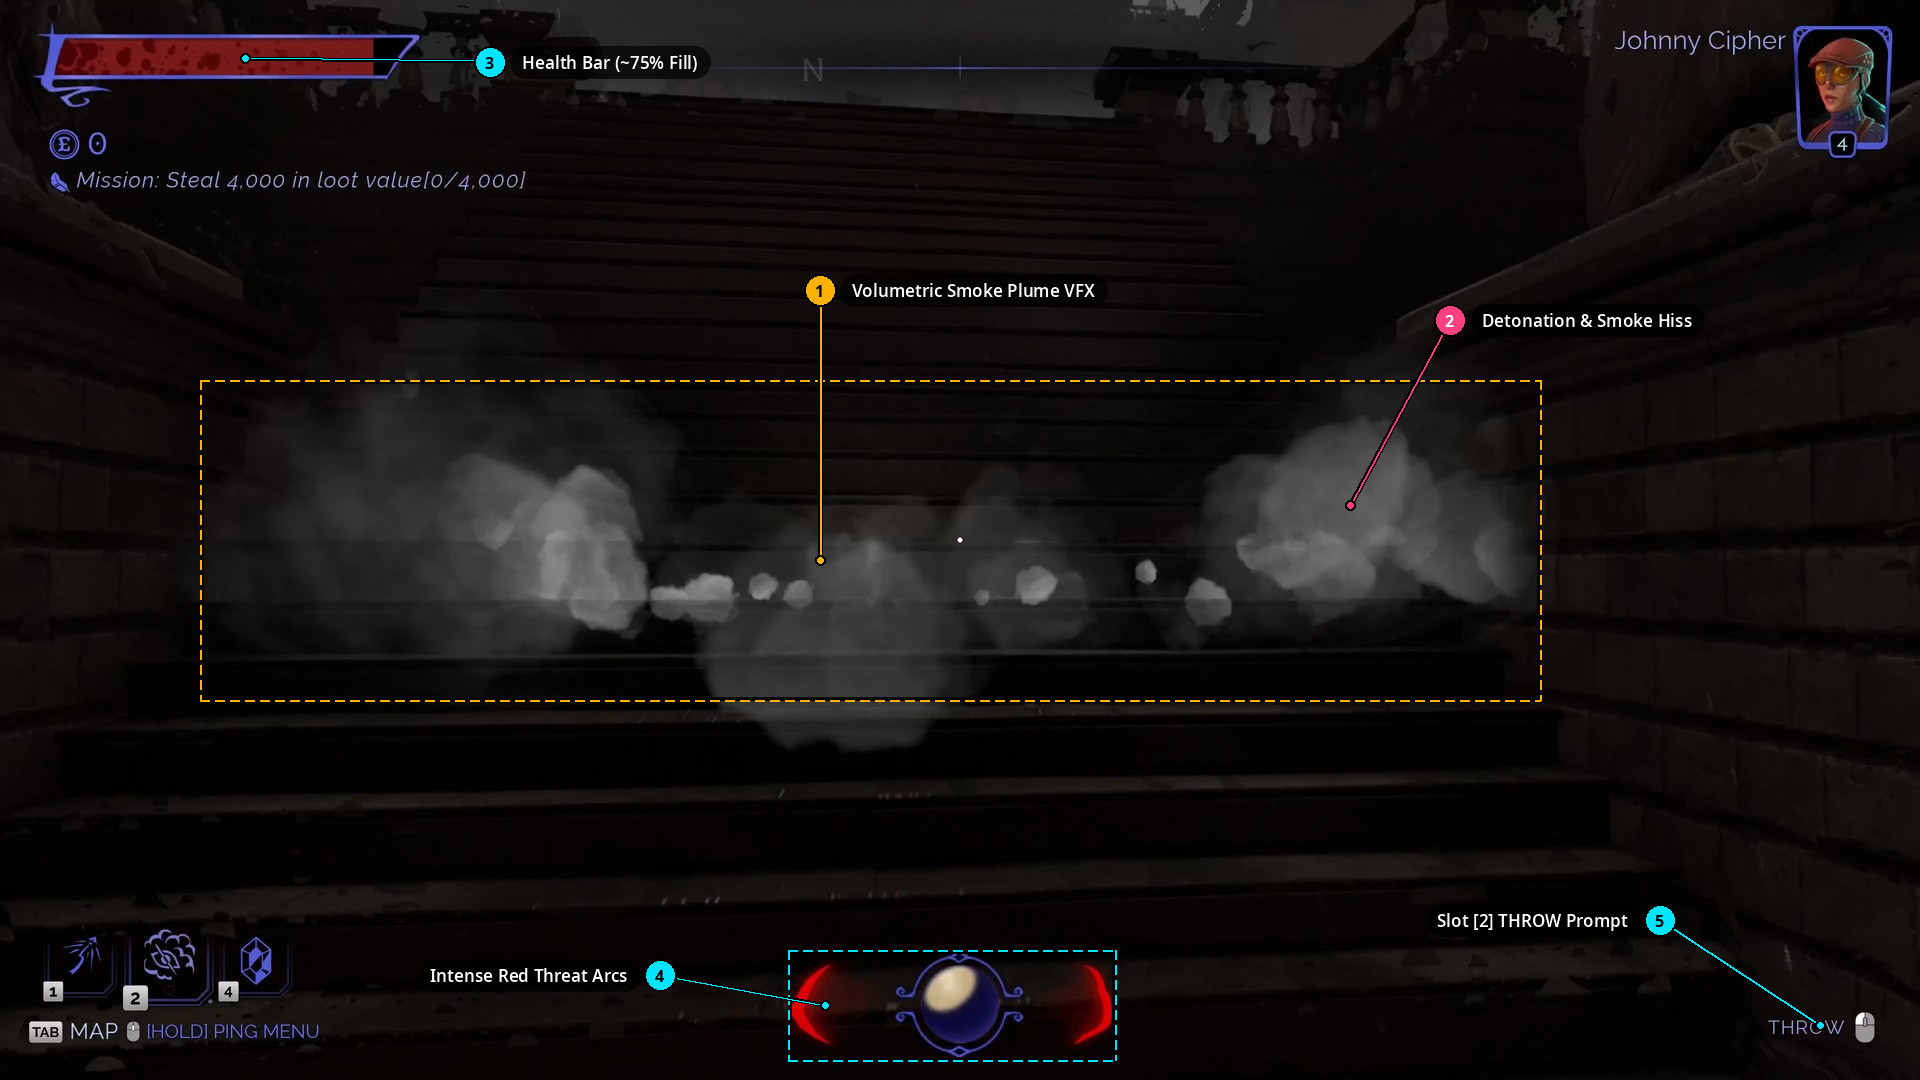 3 Health Bar (~75% Fill)
N
Johnny Cipher
4
£ 0
Mission: Steal 4,000 in loot value[0/4,000]
1 Volumetric Smoke Plume VFX
2 Detonation & Smoke Hiss
Slot [2] THROW Prompt 5
Intense Red Threat Arcs 4
1 2 4
TAB MAP [HOLD] PING MENU
THROW